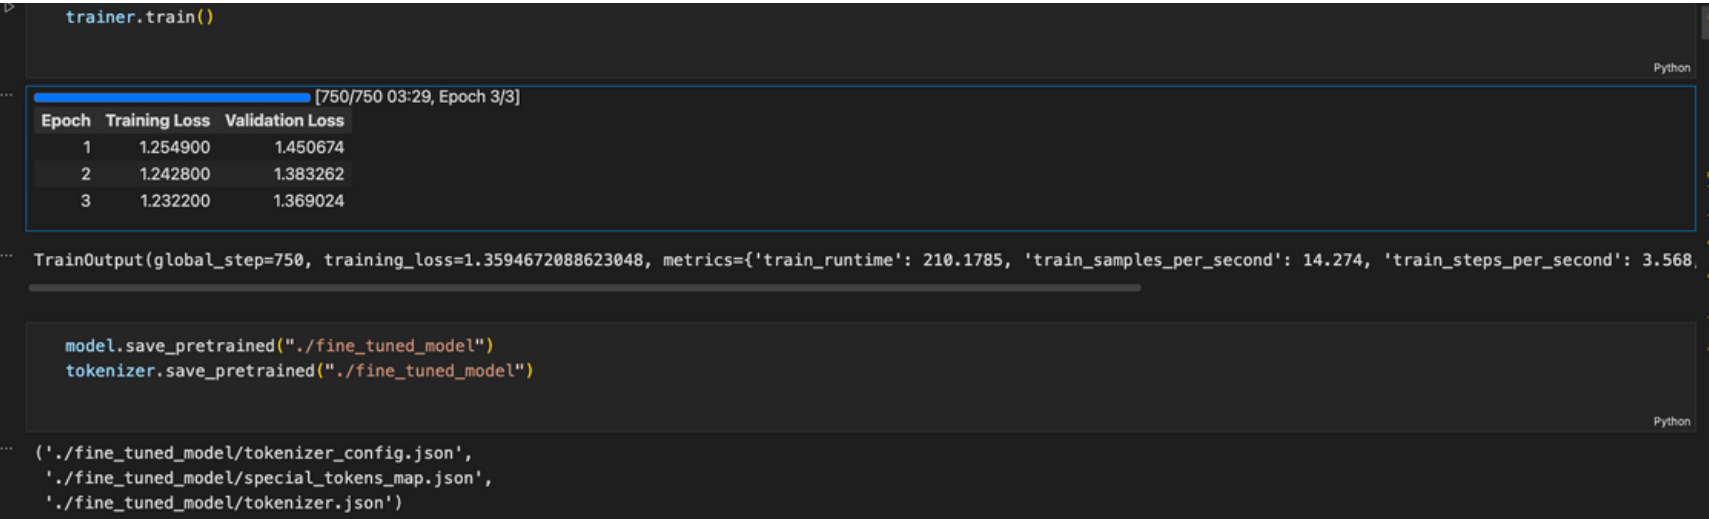 trainer.train()
Python
[750/750 03:29, Epoch 3/3]
Epoch Training Loss Validation Loss
1 1.254900 1.450674
2 1.242800 1.383262
3 1.232200 1.369024
TrainOutput(global_step=750, training_loss=1.3594672088623048, metrics={'train_runtime': 210.1785, 'train_samples_per_second': 14.274, 'train_steps_per_second': 3.568,
model.save_pretrained("./fine_tuned_model")
tokenizer.save_pretrained("./fine_tuned_model")
Python
('./fine_tuned_model/tokenizer_config.json',
'./fine_tuned_model/special_tokens_map.json',
'./fine_tuned_model/tokenizer.json')